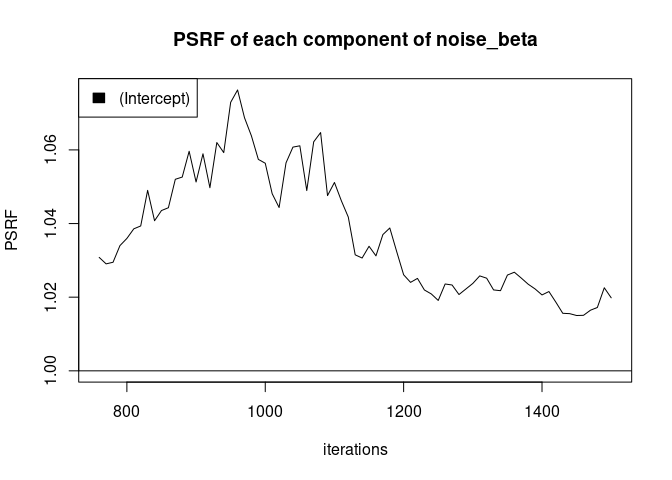 PSRF of each component of noise_beta
(Intercept)
PSRF
1.06
1.04
1.02
1.00
800 1000 1200 1400
iterations